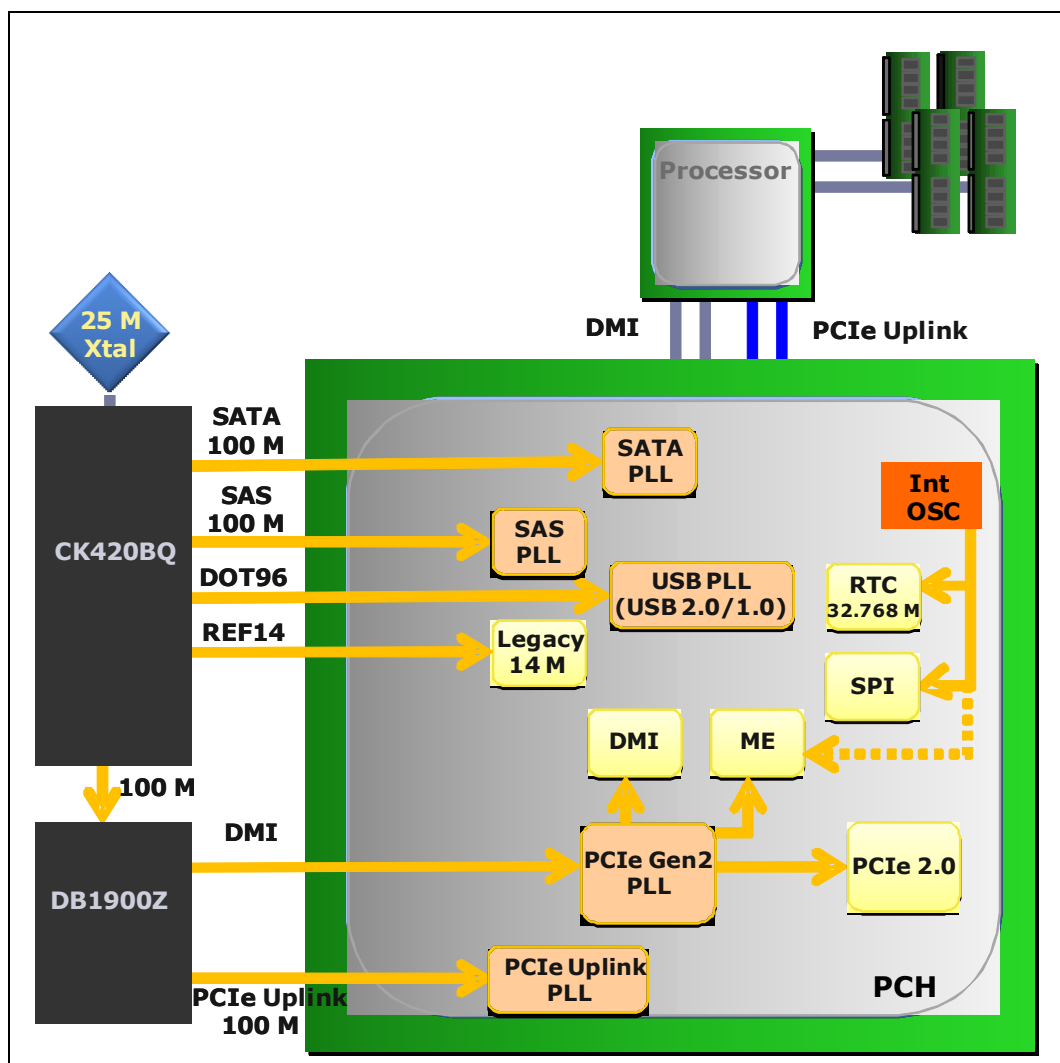 Processor
DMI
PCIe Uplink
25 M
Xtal
SATA
100 M
SATA
PLL
Int
OSC
SAS
100 M
SAS
PLL
CK420BQ
DOT96
USB PLL
(USB 2.0/1.0)
RTC
32.768 M
REF14
Legacy
14 M
SPI
DMI
ME
100 M
DMI
PCIe Gen2
PLL
PCIe 2.0
DB1900Z
PCIe Uplink
100 M
PCIe Uplink
PLL
PCH